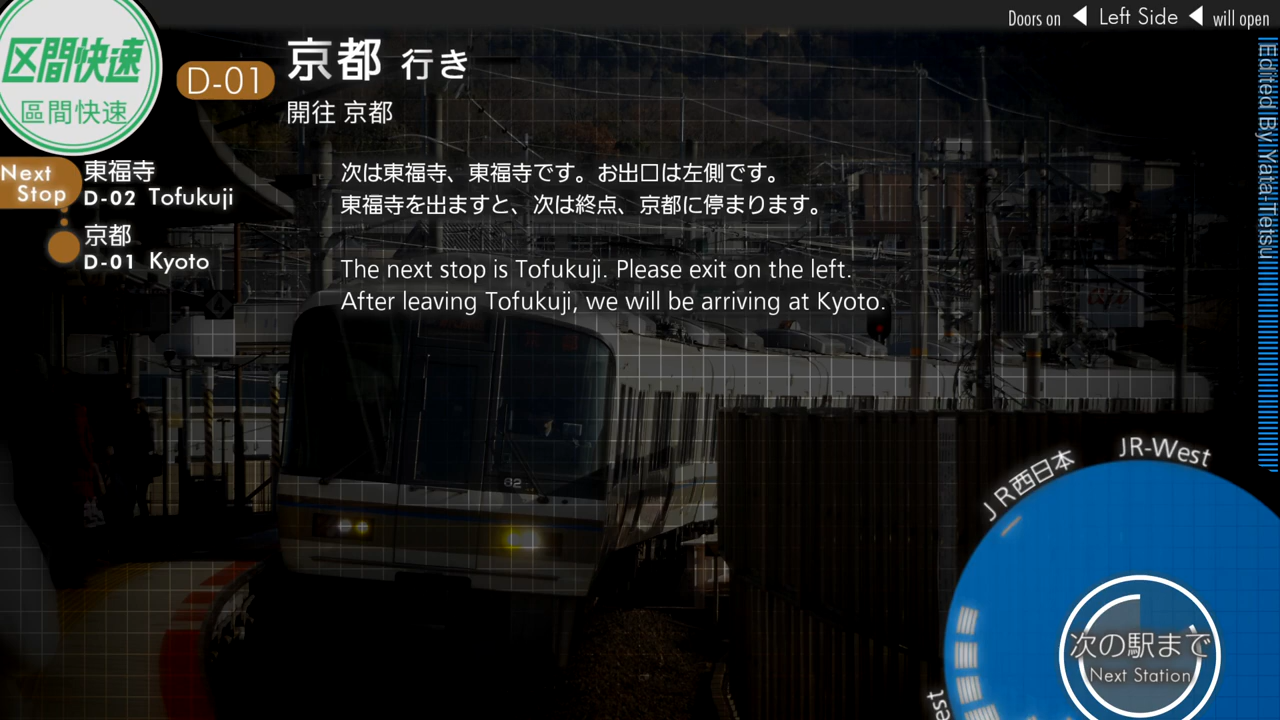 Doors on ◀ Left Side ◀ will open
区間快速
區間快速
D-01
京都 行き
開往 京都
Next Stop
東福寺
D-02 Tofukuji
京都
D-01 Kyoto
次は東福寺、東福寺です。お出口は左側です。
東福寺を出ますと、次は終点、京都に停まります。
The next stop is Tofukuji. Please exit on the left.
After leaving Tofukuji, we will be arriving at Kyoto.
Edited By Mata-Tetsu
82
JR西日本
JR-West
次の駅まで
Next Station
est